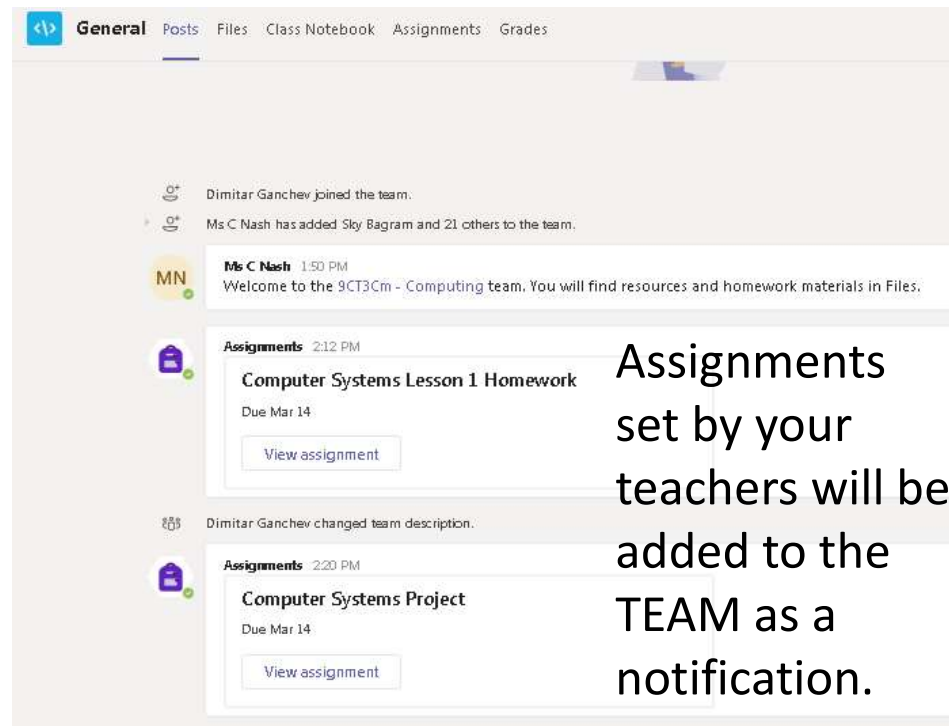 General Posts Files Class Notebook Assignments Grades
Dimitar Ganchev joined the team.
Ms C Nash has added Sky Bagram and 21 others to the team.
MN
Ms C Nash 1:50 PM
Welcome to the 9CT3Cm - Computing team. You will find resources and homework materials in Files.
Assignments 2:12 PM
Computer Systems Lesson 1 Homework
Due Mar 14
View assignment
Dimitar Ganchev changed team description.
Assignments 2:20 PM
Computer Systems Project
Due Mar 14
View assignment
Assignments
set by your
teachers will be
added to the
TEAM as a
notification.